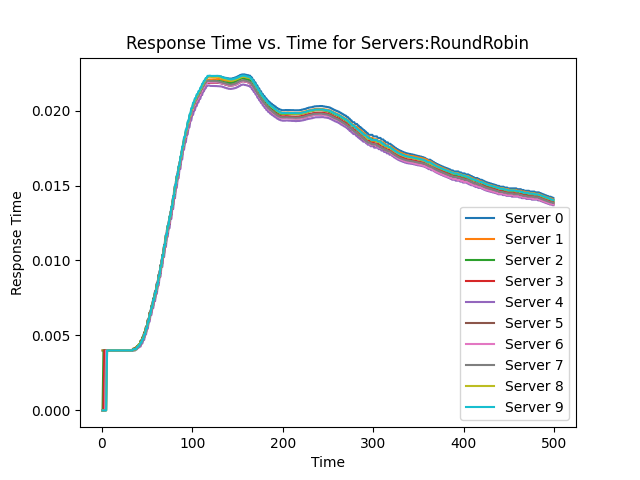 Response Time vs. Time for Servers:RoundRobin
Response Time
0.020
0.015
0.010
0.005
0.000
Server 0
Server 1
Server 2
Server 3
Server 4
Server 5
Server 6
Server 7
Server 8
Server 9
0 100 200 300 400 500
Time